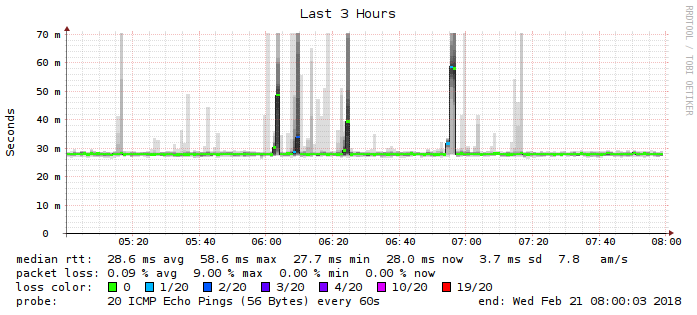 Last 3 Hours
RRDTOOL / TOBI OETIKER
Seconds
70 m
60 m
50 m
40 m
30 m
20 m
10 m
0
05:20 05:40 06:00 06:20 06:40 07:00 07:20 07:40 08:00
median rtt: 28.6 ms avg 58.6 ms max 27.7 ms min 28.0 ms now 3.7 ms sd 7.8 am/s
packet loss: 0.09 % avg 9.00 % max 0.00 % min 0.00 % now
loss color: 0 1/20 2/20 3/20 4/20 10/20 19/20
probe: 20 ICMP Echo Pings (56 Bytes) every 60s end: Wed Feb 21 08:00:03 2018